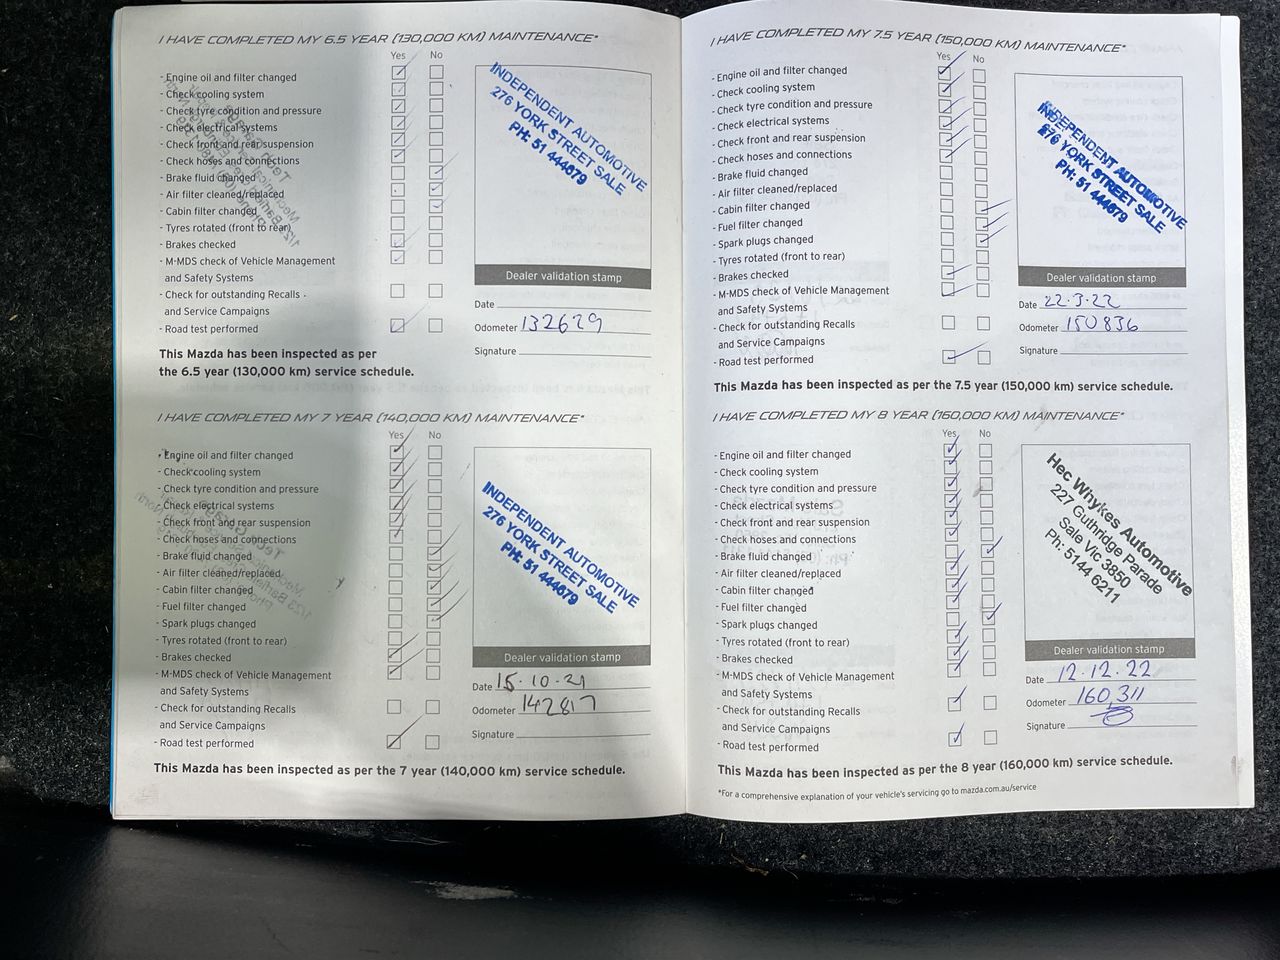 I HAVE COMPLETED MY 6.5 YEAR (130,000 KM) MAINTENANCE*
Yes No
- Engine oil and filter changed
- Check cooling system
- Check tyre condition and pressure
- Check electrical systems
- Check front and rear suspension
- Check hoses and connections
- Brake fluid changed
- Air filter cleaned/replaced
- Cabin filter changed
- Tyres rotated (front to rear)
- Brakes checked
- M-MDS check of Vehicle Management
and Safety Systems
- Check for outstanding Recalls
and Service Campaigns
- Road test performed
INDEPENDENT AUTOMOTIVE
276 YORK STREET SALE
PH: 51 444679
Dealer validation stamp
Date
Odometer 132629
Signature
This Mazda has been inspected as per
the 6.5 year (130,000 km) service schedule.
I HAVE COMPLETED MY 7 YEAR (140,000 KM) MAINTENANCE*
Yes No
- Engine oil and filter changed
- Check cooling system
- Check tyre condition and pressure
- Check electrical systems
- Check front and rear suspension
- Check hoses and connections
- Brake fluid changed
- Air filter cleaned/replaced
- Cabin filter changed
- Fuel filter changed
- Spark plugs changed
- Tyres rotated (front to rear)
- Brakes checked
- M-MDS check of Vehicle Management
and Safety Systems
- Check for outstanding Recalls
and Service Campaigns
- Road test performed
INDEPENDENT AUTOMOTIVE
276 YORK STREET SALE
PH: 51 444679
Dealer validation stamp
Date 15.10.21
Odometer 142817
Signature
This Mazda has been inspected as per the 7 year (140,000 km) service schedule.
I HAVE COMPLETED MY 7.5 YEAR (150,000 KM) MAINTENANCE*
Yes No
- Engine oil and filter changed
- Check cooling system
- Check tyre condition and pressure
- Check electrical systems
- Check front and rear suspension
- Check hoses and connections
- Brake fluid changed
- Air filter cleaned/replaced
- Cabin filter changed
- Fuel filter changed
- Spark plugs changed
- Tyres rotated (front to rear)
- Brakes checked
- M-MDS check of Vehicle Management
and Safety Systems
- Check for outstanding Recalls
and Service Campaigns
- Road test performed
INDEPENDENT AUTOMOTIVE
276 YORK STREET SALE
PH: 51 444679
Dealer validation stamp
Date 22.3.22
Odometer 150836
Signature
This Mazda has been inspected as per the 7.5 year (150,000 km) service schedule.
I HAVE COMPLETED MY 8 YEAR (160,000 KM) MAINTENANCE*
Yes No
- Engine oil and filter changed
- Check cooling system
- Check tyre condition and pressure
- Check electrical systems
- Check front and rear suspension
- Check hoses and connections
- Brake fluid changed
- Air filter cleaned/replaced
- Cabin filter changed
- Fuel filter changed
- Spark plugs changed
- Tyres rotated (front to rear)
- Brakes checked
- M-MDS check of Vehicle Management
and Safety Systems
- Check for outstanding Recalls
and Service Campaigns
- Road test performed
Hec Whykes Automotive
227 Guthridge Parade
Sale Vic 3850
Ph: 5144 6211
Dealer validation stamp
Date 12.12.22
Odometer 160,311
Signature
This Mazda has been inspected as per the 8 year (160,000 km) service schedule.
*For a comprehensive explanation of your vehicle's servicing go to mazda.com.au/service